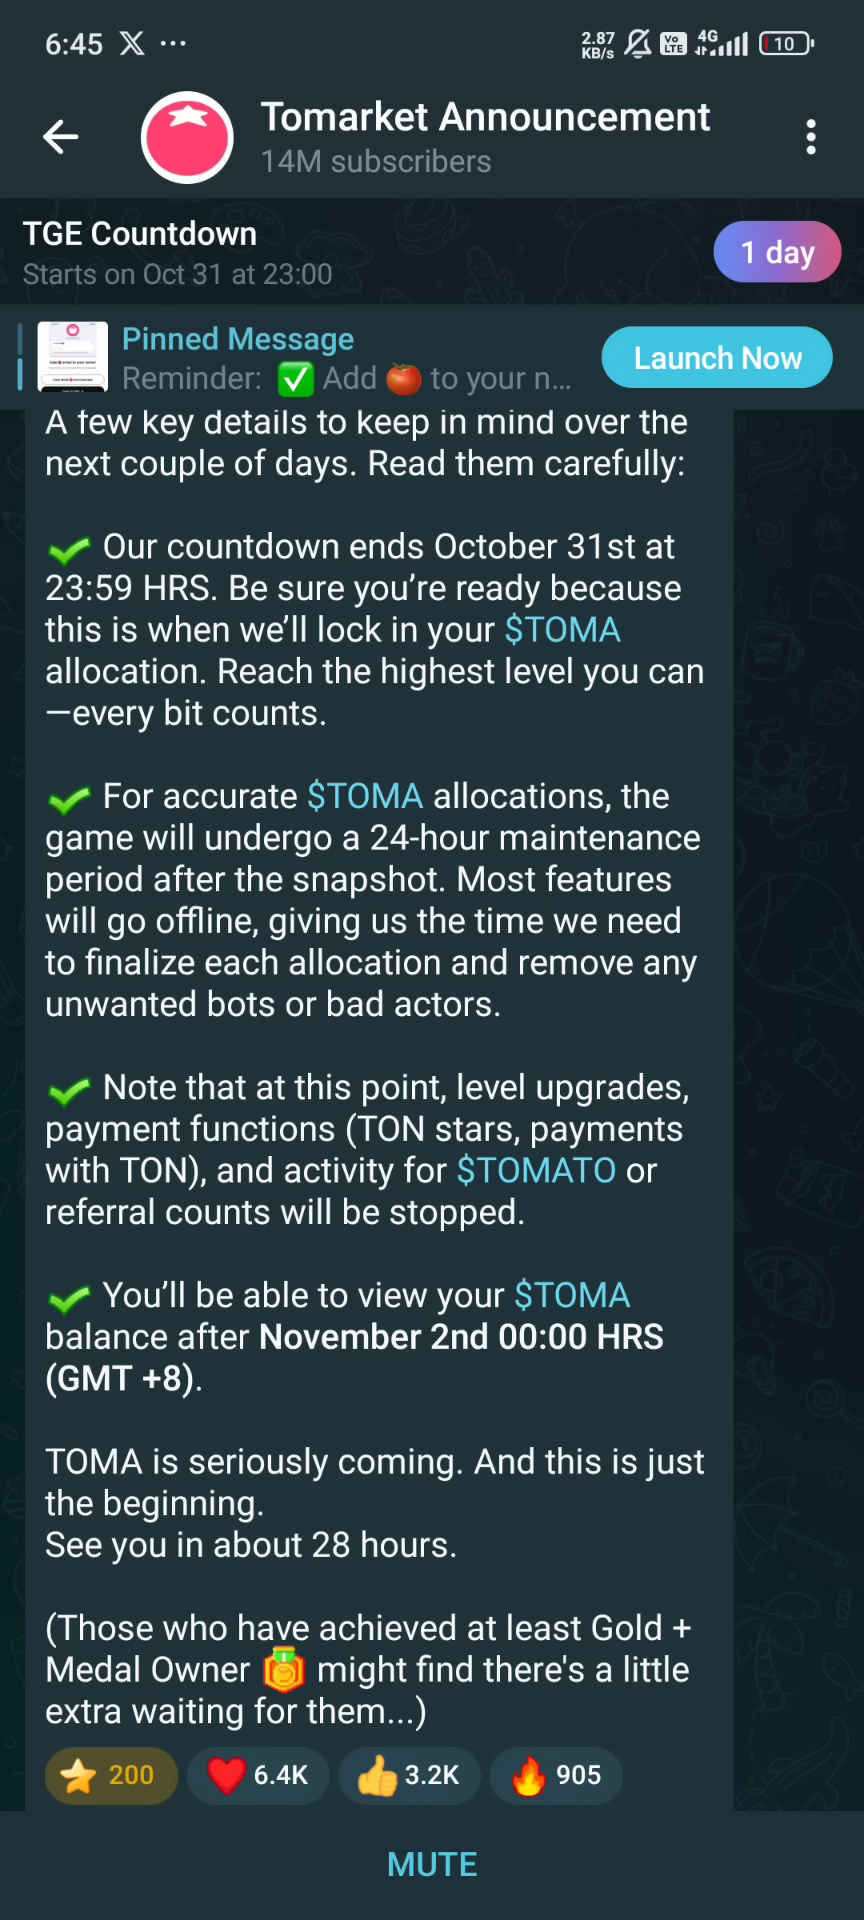 6:45 X ...
2.87 KB/s Vo LTE 4G 10
Tomarket Announcement
14M subscribers
TGE Countdown
Starts on Oct 31 at 23:00
1 day
Pinned Message
Reminder: ✅ Add 🍅 to your n...
Launch Now
A few key details to keep in mind over the
next couple of days. Read them carefully:
✔ Our countdown ends October 31st at
23:59 HRS. Be sure you’re ready because
this is when we’ll lock in your $TOMA
allocation. Reach the highest level you can
—every bit counts.
✔ For accurate $TOMA allocations, the
game will undergo a 24-hour maintenance
period after the snapshot. Most features
will go offline, giving us the time we need
to finalize each allocation and remove any
unwanted bots or bad actors.
✔ Note that at this point, level upgrades,
payment functions (TON stars, payments
with TON), and activity for $TOMATO or
referral counts will be stopped.
✔ You’ll be able to view your $TOMA
balance after November 2nd 00:00 HRS
(GMT +8).
TOMA is seriously coming. And this is just
the beginning.
See you in about 28 hours.
(Those who have achieved at least Gold +
Medal Owner 🏅 might find there's a little
extra waiting for them...)
⭐ 200 ❤️ 6.4K 👍 3.2K 🔥 905
MUTE